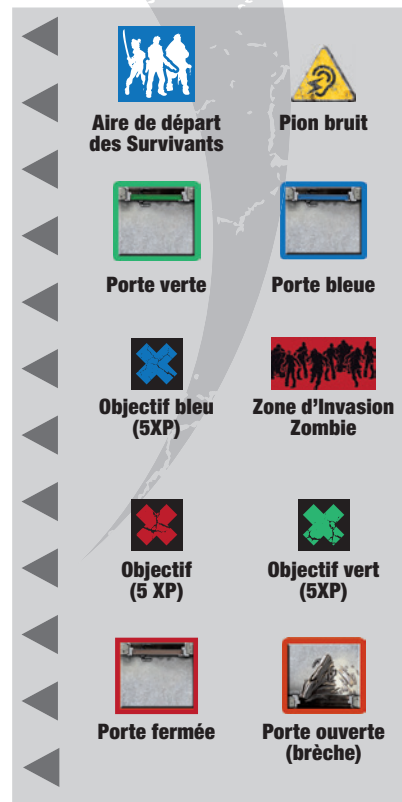 Aire de départ
des Survivants
Pion bruit
Porte verte
Porte bleue
Objectif bleu
(5XP)
Zone d'Invasion
Zombie
Objectif
(5 XP)
Objectif vert
(5XP)
Porte fermée
Porte ouverte
(brèche)